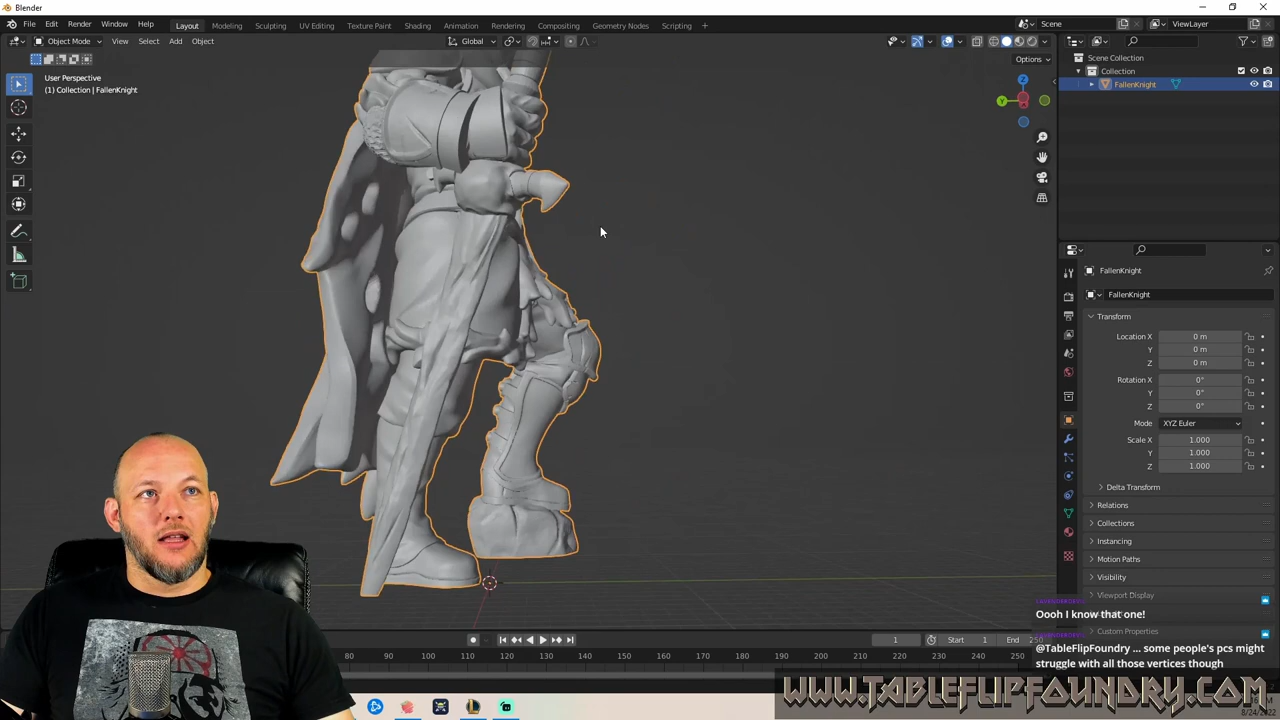 Blender
File Edit Render Window Help
Layout Modeling Sculpting UV Editing Texture Paint Shading Animation Rendering Compositing Geometry Nodes Scripting +
Scene ViewLayer
Object Mode View Select Add Object Global
Options
User Perspective
(1) Collection | FallenKnight
Z
Y
Scene Collection
Collection
FallenKnight
FallenKnight
FallenKnight
Transform
Location X 0 m
Y 0 m
Z 0 m
Rotation X 0°
Y 0°
Z 0°
Mode XYZ Euler
Scale X 1.000
Y 1.000
Z 1.000
Delta Transform
Relations
Collections
Instancing
Motion Paths
Visibility
Viewport Display
Oooh I know that one!
Custom Properties
@TableFlipFoundry ... some people's pcs might
struggle with all those vertices though
1 Start 1 End 250
80 90 100 110 120 130 140 150 160 170 180 190 200 210 220 230 240 250
WWW.TABLEFLIPFOUNDRY.COM
8/24/2022